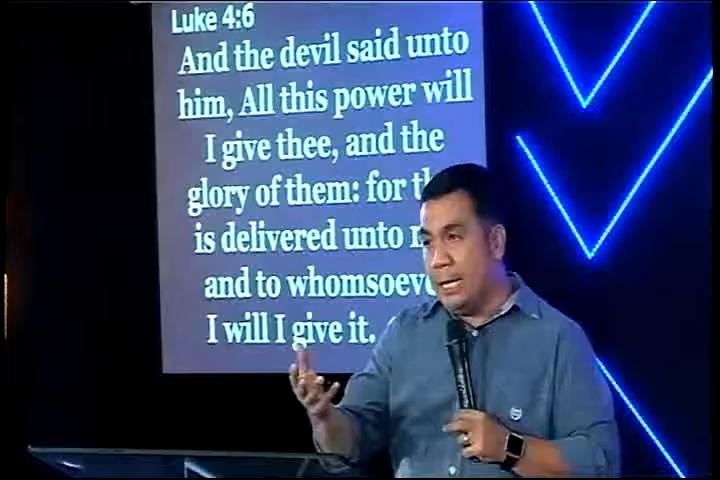 Luke 4:6
And the devil said unto
him, All this power will
I give thee, and the
glory of them: for
is delivered unto
and to whomsoever
I will I give it.